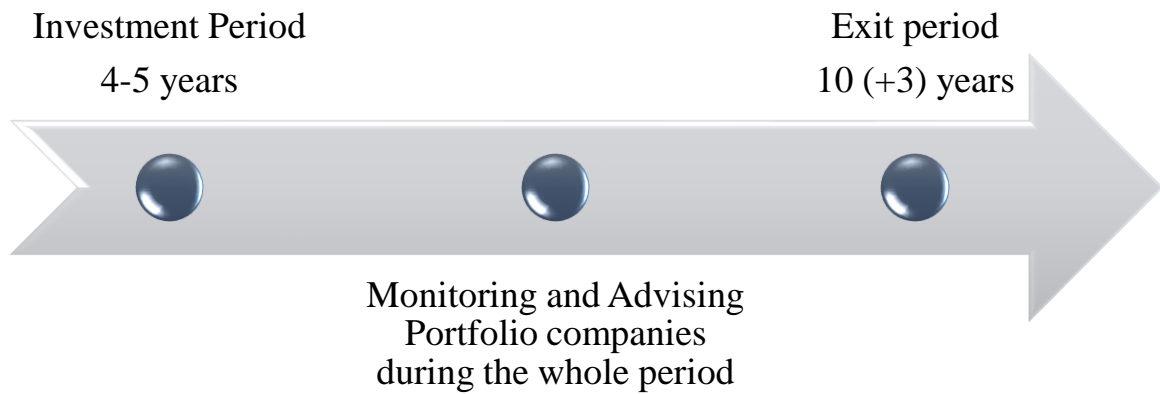 Investment Period
4-5 years
Exit period
10 (+3) years
Monitoring and Advising
Portfolio companies
during the whole period